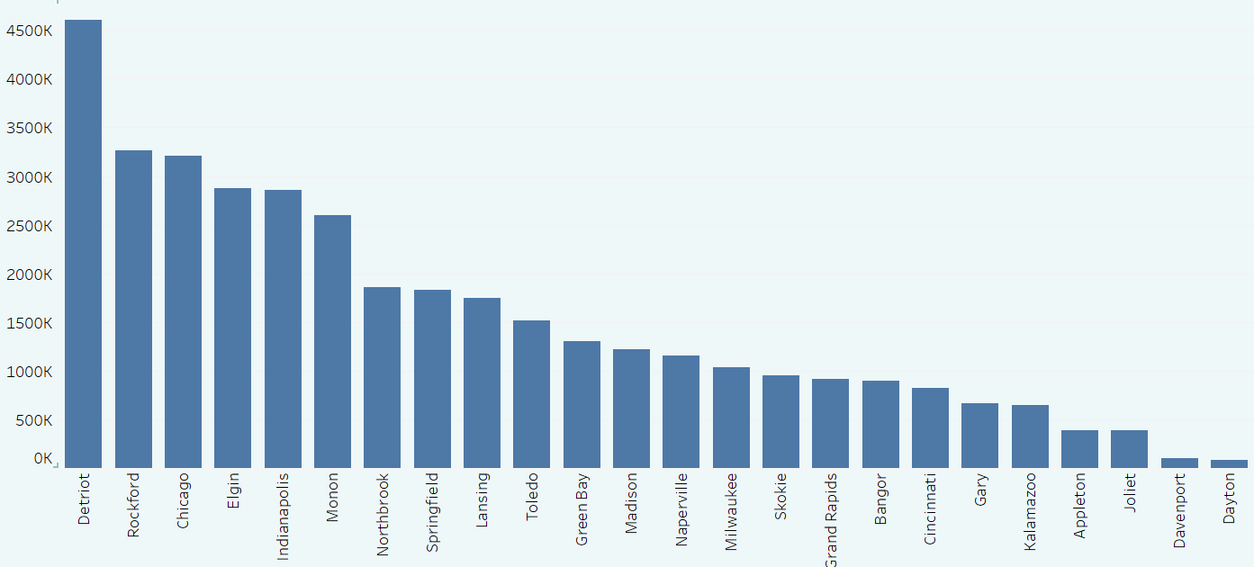 4500K
4000K
3500K
3000K
2500K
2000K
1500K
1000K
500K
0K
Detriot
Rockford
Chicago
Elgin
Indianapolis
Monon
Northbrook
Springfield
Lansing
Toledo
Green Bay
Madison
Naperville
Milwaukee
Skokie
Grand Rapids
Bangor
Cincinnati
Gary
Kalamazoo
Appleton
Joliet
Davenport
Dayton